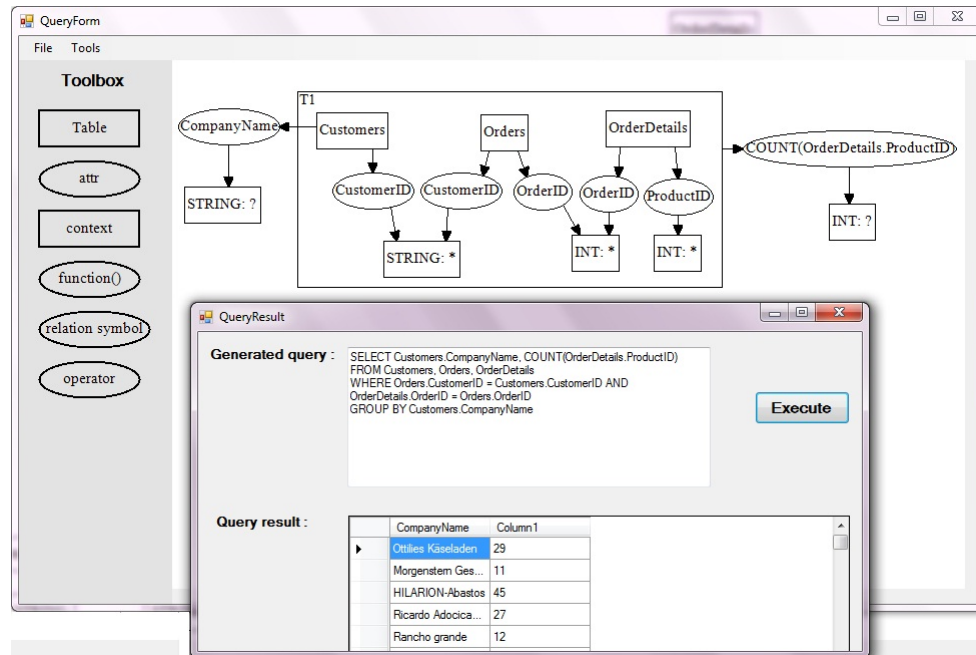 QueryForm
File Tools
Toolbox
Table
attr
context
function()
relation symbol
operator
T1
CompanyName
Customers
Orders
OrderDetails
COUNT(OrderDetails.ProductID)
CustomerID
CustomerID
OrderID
OrderID
ProductID
STRING: ?
STRING: *
INT: *
INT: *
INT: ?
QueryResult
Generated query :
SELECT Customers.CompanyName, COUNT(OrderDetails.ProductID)
FROM Customers, Orders, OrderDetails
WHERE Orders.CustomerID = Customers.CustomerID AND
OrderDetails.OrderID = Orders.OrderID
GROUP BY Customers.CompanyName
Execute
Query result :
CompanyName Column1
Ottilies Käseladen 29
Morgenstern Ges... 11
HILARION-Abastos 45
Ricardo Adocica... 27
Rancho grande 12